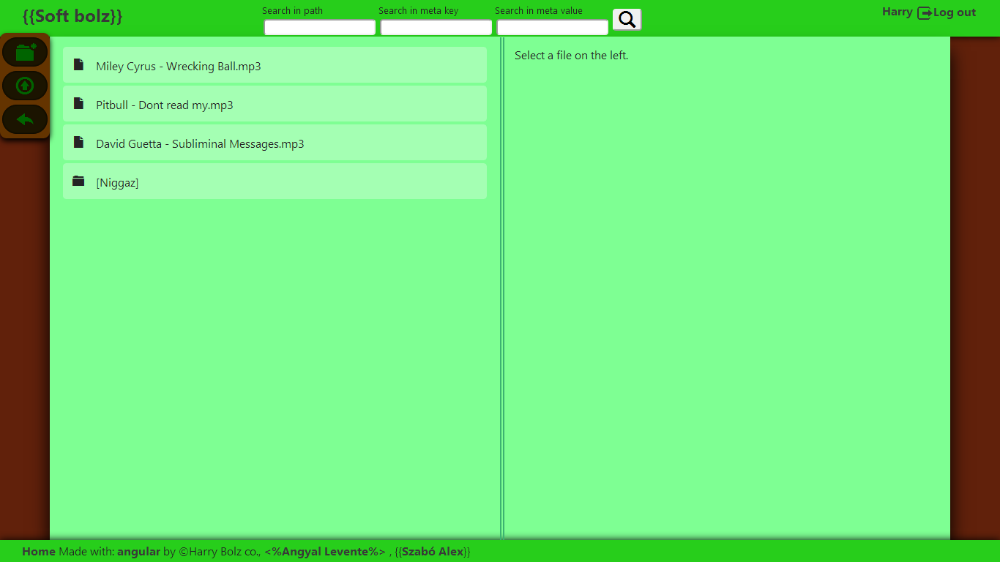 {{Soft bolz}}
Search in path
Search in meta key
Search in meta value
Harry Log out
Miley Cyrus - Wrecking Ball.mp3
Pitbull - Dont read my.mp3
David Guetta - Subliminal Messages.mp3
[Niggaz]
Select a file on the left.
Home Made with: angular by ©Harry Bolz co., <%Angyal Levente%> , {{Szabó Alex}}